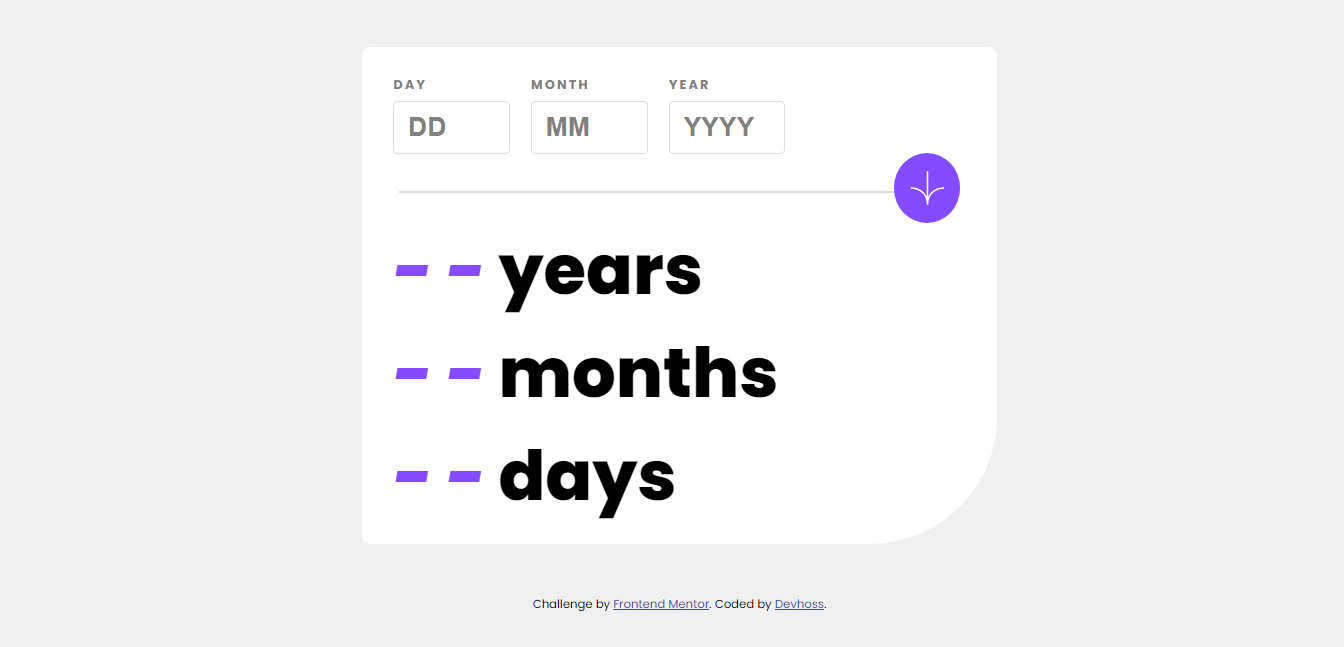 DAY MONTH YEAR
DD MM YYYY
- - years
- - months
- - days
Challenge by Frontend Mentor. Coded by Devhoss.